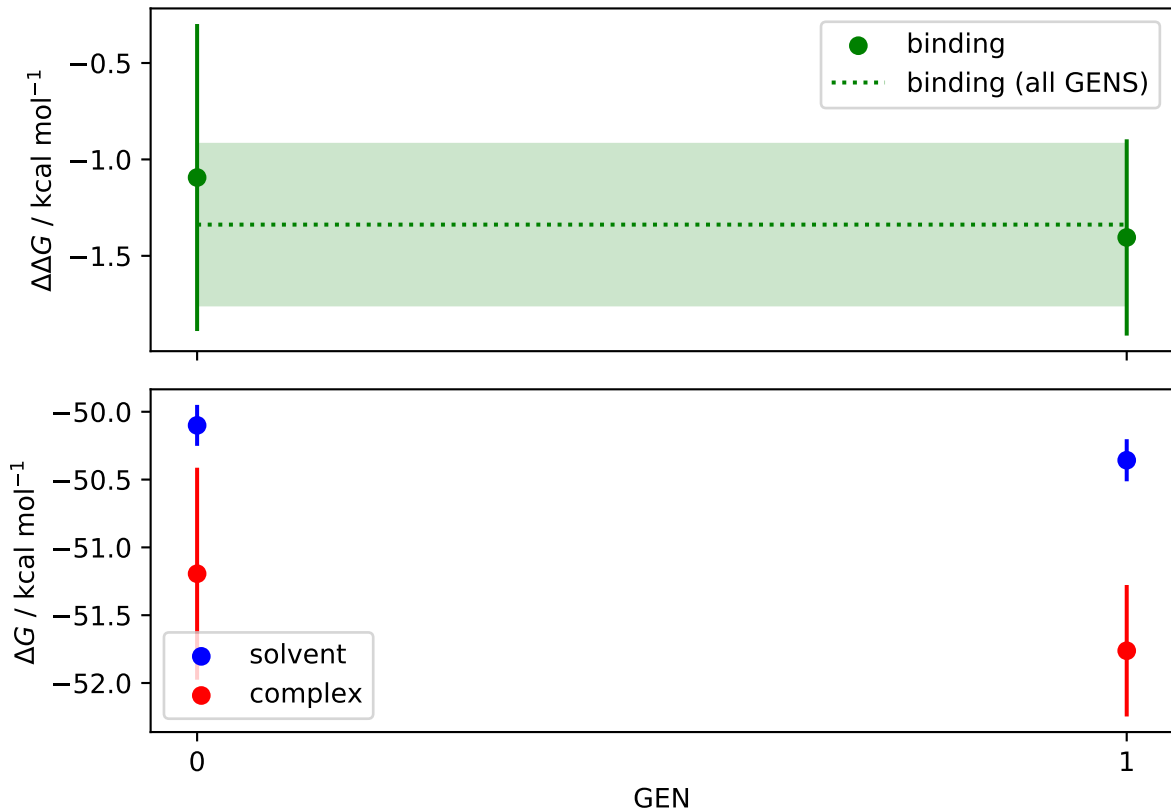 −0.5
−1.0
−1.5
ΔΔG / kcal mol⁻¹
binding
binding (all GENS)
−50.0
−50.5
−51.0
−51.5
−52.0
ΔG / kcal mol⁻¹
solvent
complex
0
1
GEN